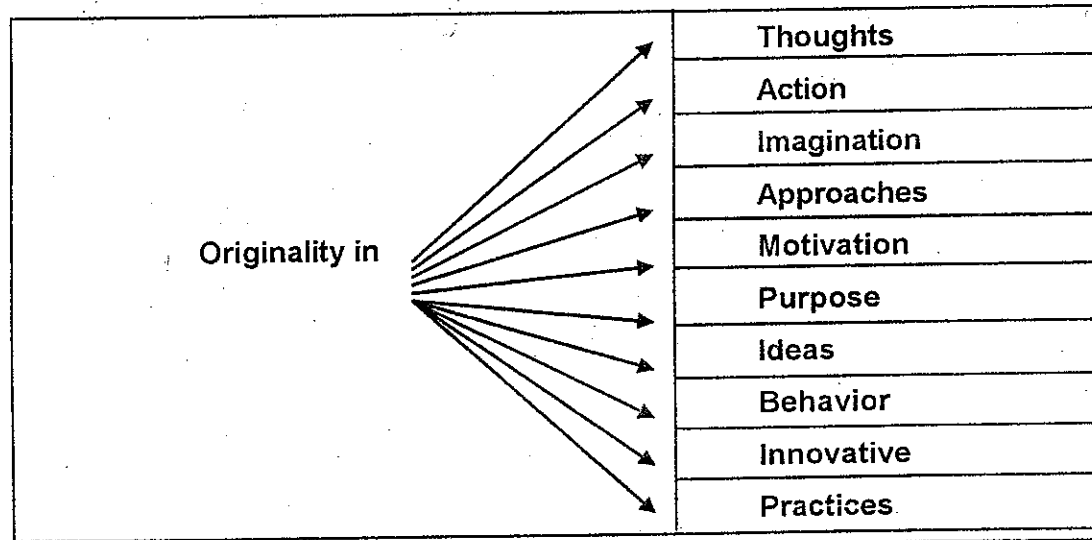 Originality in
Thoughts
Action
Imagination
Approaches
Motivation
Purpose
Ideas
Behavior
Innovative
Practices